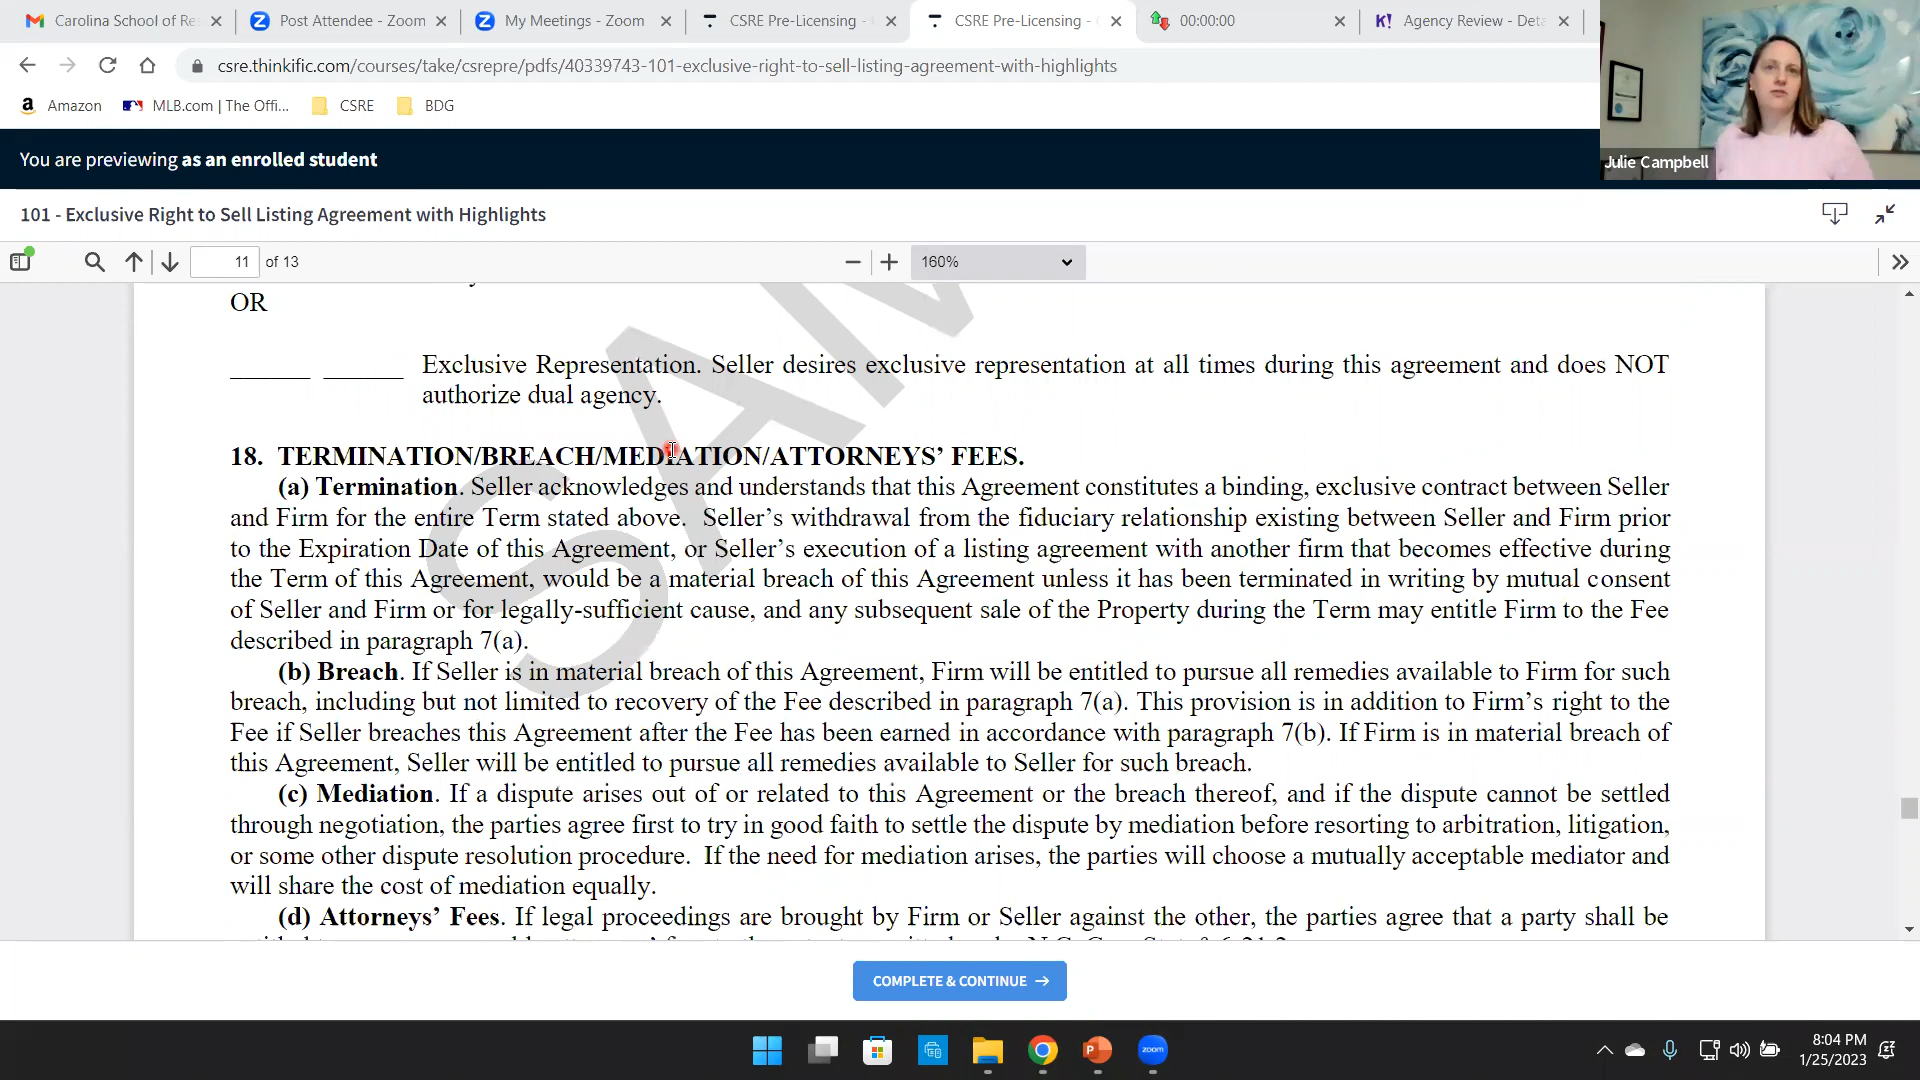 Carolina School of Re
Post Attendee - Zoom
My Meetings - Zoom
CSRE Pre-Licensing -
CSRE Pre-Licensing -
00:00:00
K! Agency Review - Deta
csre.thinkific.com/courses/take/csrepre/pdfs/40339743-101-exclusive-right-to-sell-listing-agreement-with-highlights
Amazon
MLB.com | The Offi...
CSRE
BDG
You are previewing as an enrolled student
Julie Campbell
101 - Exclusive Right to Sell Listing Agreement with Highlights
11 of 13
160%
OR
Exclusive Representation. Seller desires exclusive representation at all times during this agreement and does NOT
authorize dual agency.
18. TERMINATION/BREACH/MEDIATION/ATTORNEYS’ FEES.
(a) Termination. Seller acknowledges and understands that this Agreement constitutes a binding, exclusive contract between Seller
and Firm for the entire Term stated above. Seller’s withdrawal from the fiduciary relationship existing between Seller and Firm prior
to the Expiration Date of this Agreement, or Seller’s execution of a listing agreement with another firm that becomes effective during
the Term of this Agreement, would be a material breach of this Agreement unless it has been terminated in writing by mutual consent
of Seller and Firm or for legally-sufficient cause, and any subsequent sale of the Property during the Term may entitle Firm to the Fee
described in paragraph 7(a).
(b) Breach. If Seller is in material breach of this Agreement, Firm will be entitled to pursue all remedies available to Firm for such
breach, including but not limited to recovery of the Fee described in paragraph 7(a). This provision is in addition to Firm’s right to the
Fee if Seller breaches this Agreement after the Fee has been earned in accordance with paragraph 7(b). If Firm is in material breach of
this Agreement, Seller will be entitled to pursue all remedies available to Seller for such breach.
(c) Mediation. If a dispute arises out of or related to this Agreement or the breach thereof, and if the dispute cannot be settled
through negotiation, the parties agree first to try in good faith to settle the dispute by mediation before resorting to arbitration, litigation,
or some other dispute resolution procedure. If the need for mediation arises, the parties will choose a mutually acceptable mediator and
will share the cost of mediation equally.
(d) Attorneys’ Fees. If legal proceedings are brought by Firm or Seller against the other, the parties agree that a party shall be
SAM
COMPLETE & CONTINUE →
zoom
8:04 PM
1/25/2023